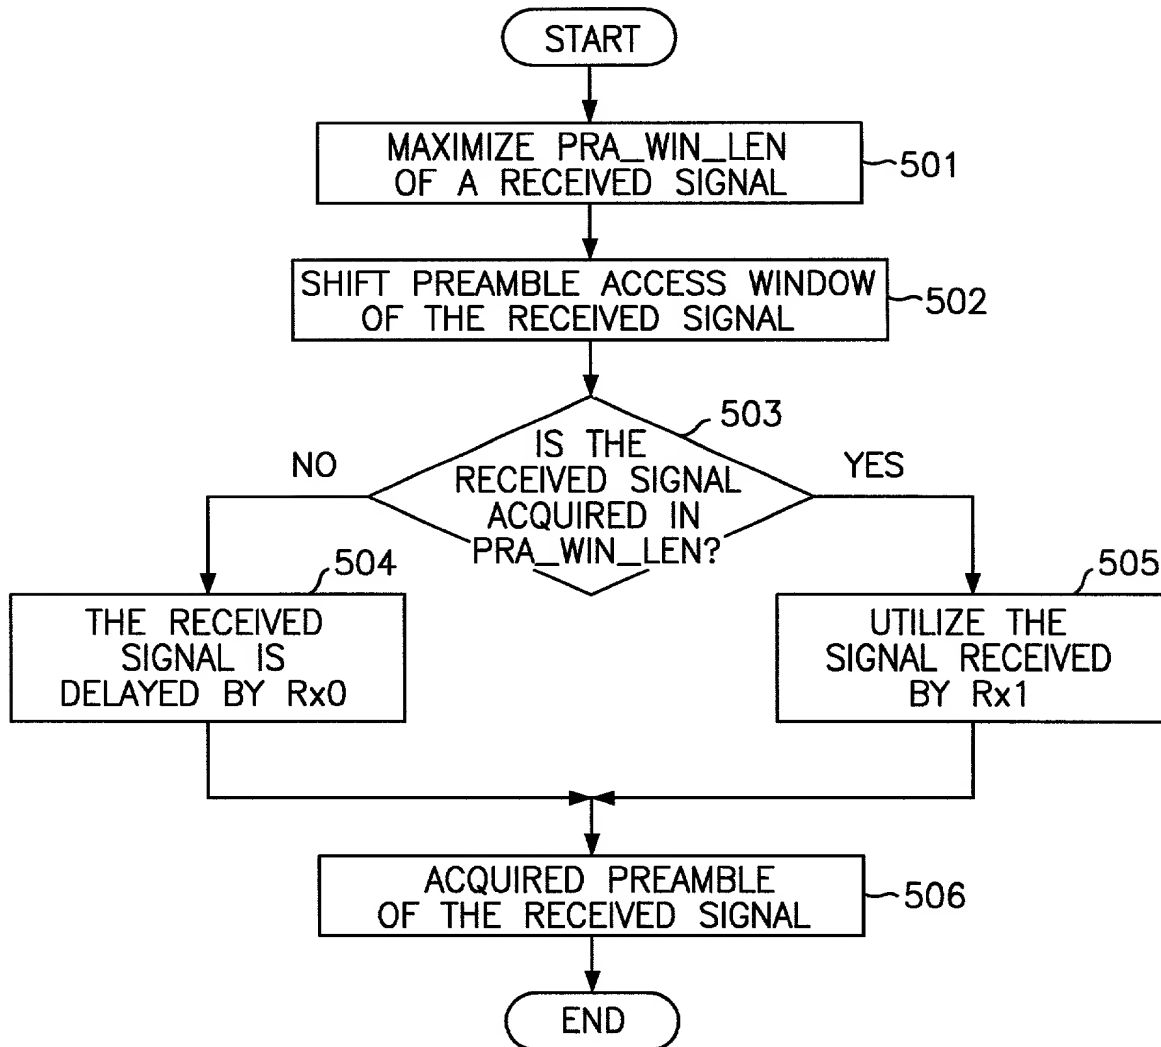 START
MAXIMIZE PRA_WIN_LEN
OF A RECEIVED SIGNAL
501
SHIFT PREAMBLE ACCESS WINDOW
OF THE RECEIVED SIGNAL
502
503
IS THE
RECEIVED SIGNAL
ACQUIRED IN
PRA_WIN_LEN?
NO
YES
504
THE RECEIVED
SIGNAL IS
DELAYED BY Rx0
505
UTILIZE THE
SIGNAL RECEIVED
BY Rx1
ACQUIRED PREAMBLE
OF THE RECEIVED SIGNAL
506
END